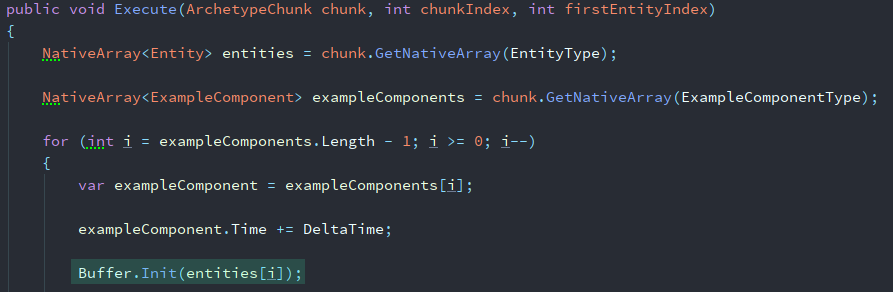 public void Execute(ArchetypeChunk chunk, int chunkIndex, int firstEntityIndex)
{
NativeArray<Entity> entities = chunk.GetNativeArray(EntityType);
NativeArray<ExampleComponent> exampleComponents = chunk.GetNativeArray(ExampleComponentType);
for (int i = exampleComponents.Length - 1; i >= 0; i--)
{
var exampleComponent = exampleComponents[i];
exampleComponent.Time += DeltaTime;
Buffer.Init(entities[i]);